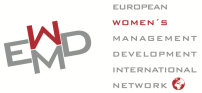 EWMD
EUROPEAN
WOMEN'S
MANAGEMENT
DEVELOPMENT
INTERNATIONAL
NETWORK